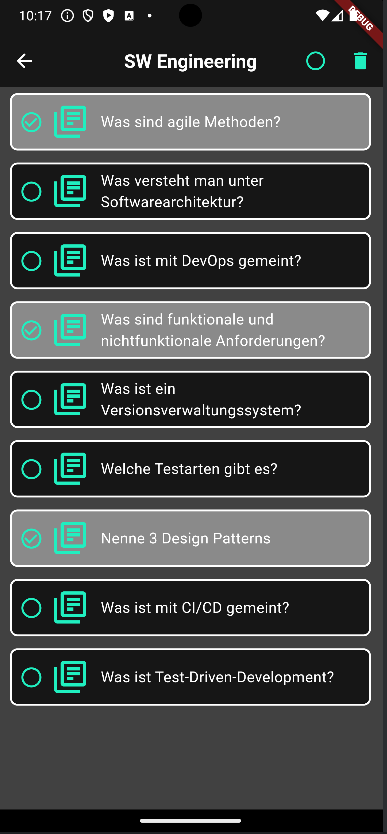 10:17
DEBUG
SW Engineering
Was sind agile Methoden?
Was versteht man unter
Softwarearchitektur?
Was ist mit DevOps gemeint?
Was sind funktionale und
nichtfunktionale Anforderungen?
Was ist ein
Versionsverwaltungssystem?
Welche Testarten gibt es?
Nenne 3 Design Patterns
Was ist mit CI/CD gemeint?
Was ist Test-Driven-Development?